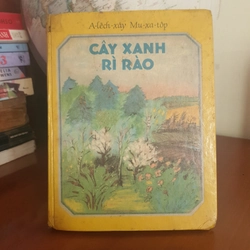 A-lếch-xây Mu-xa-tốp
CÂY XANH
RÌ RÀO